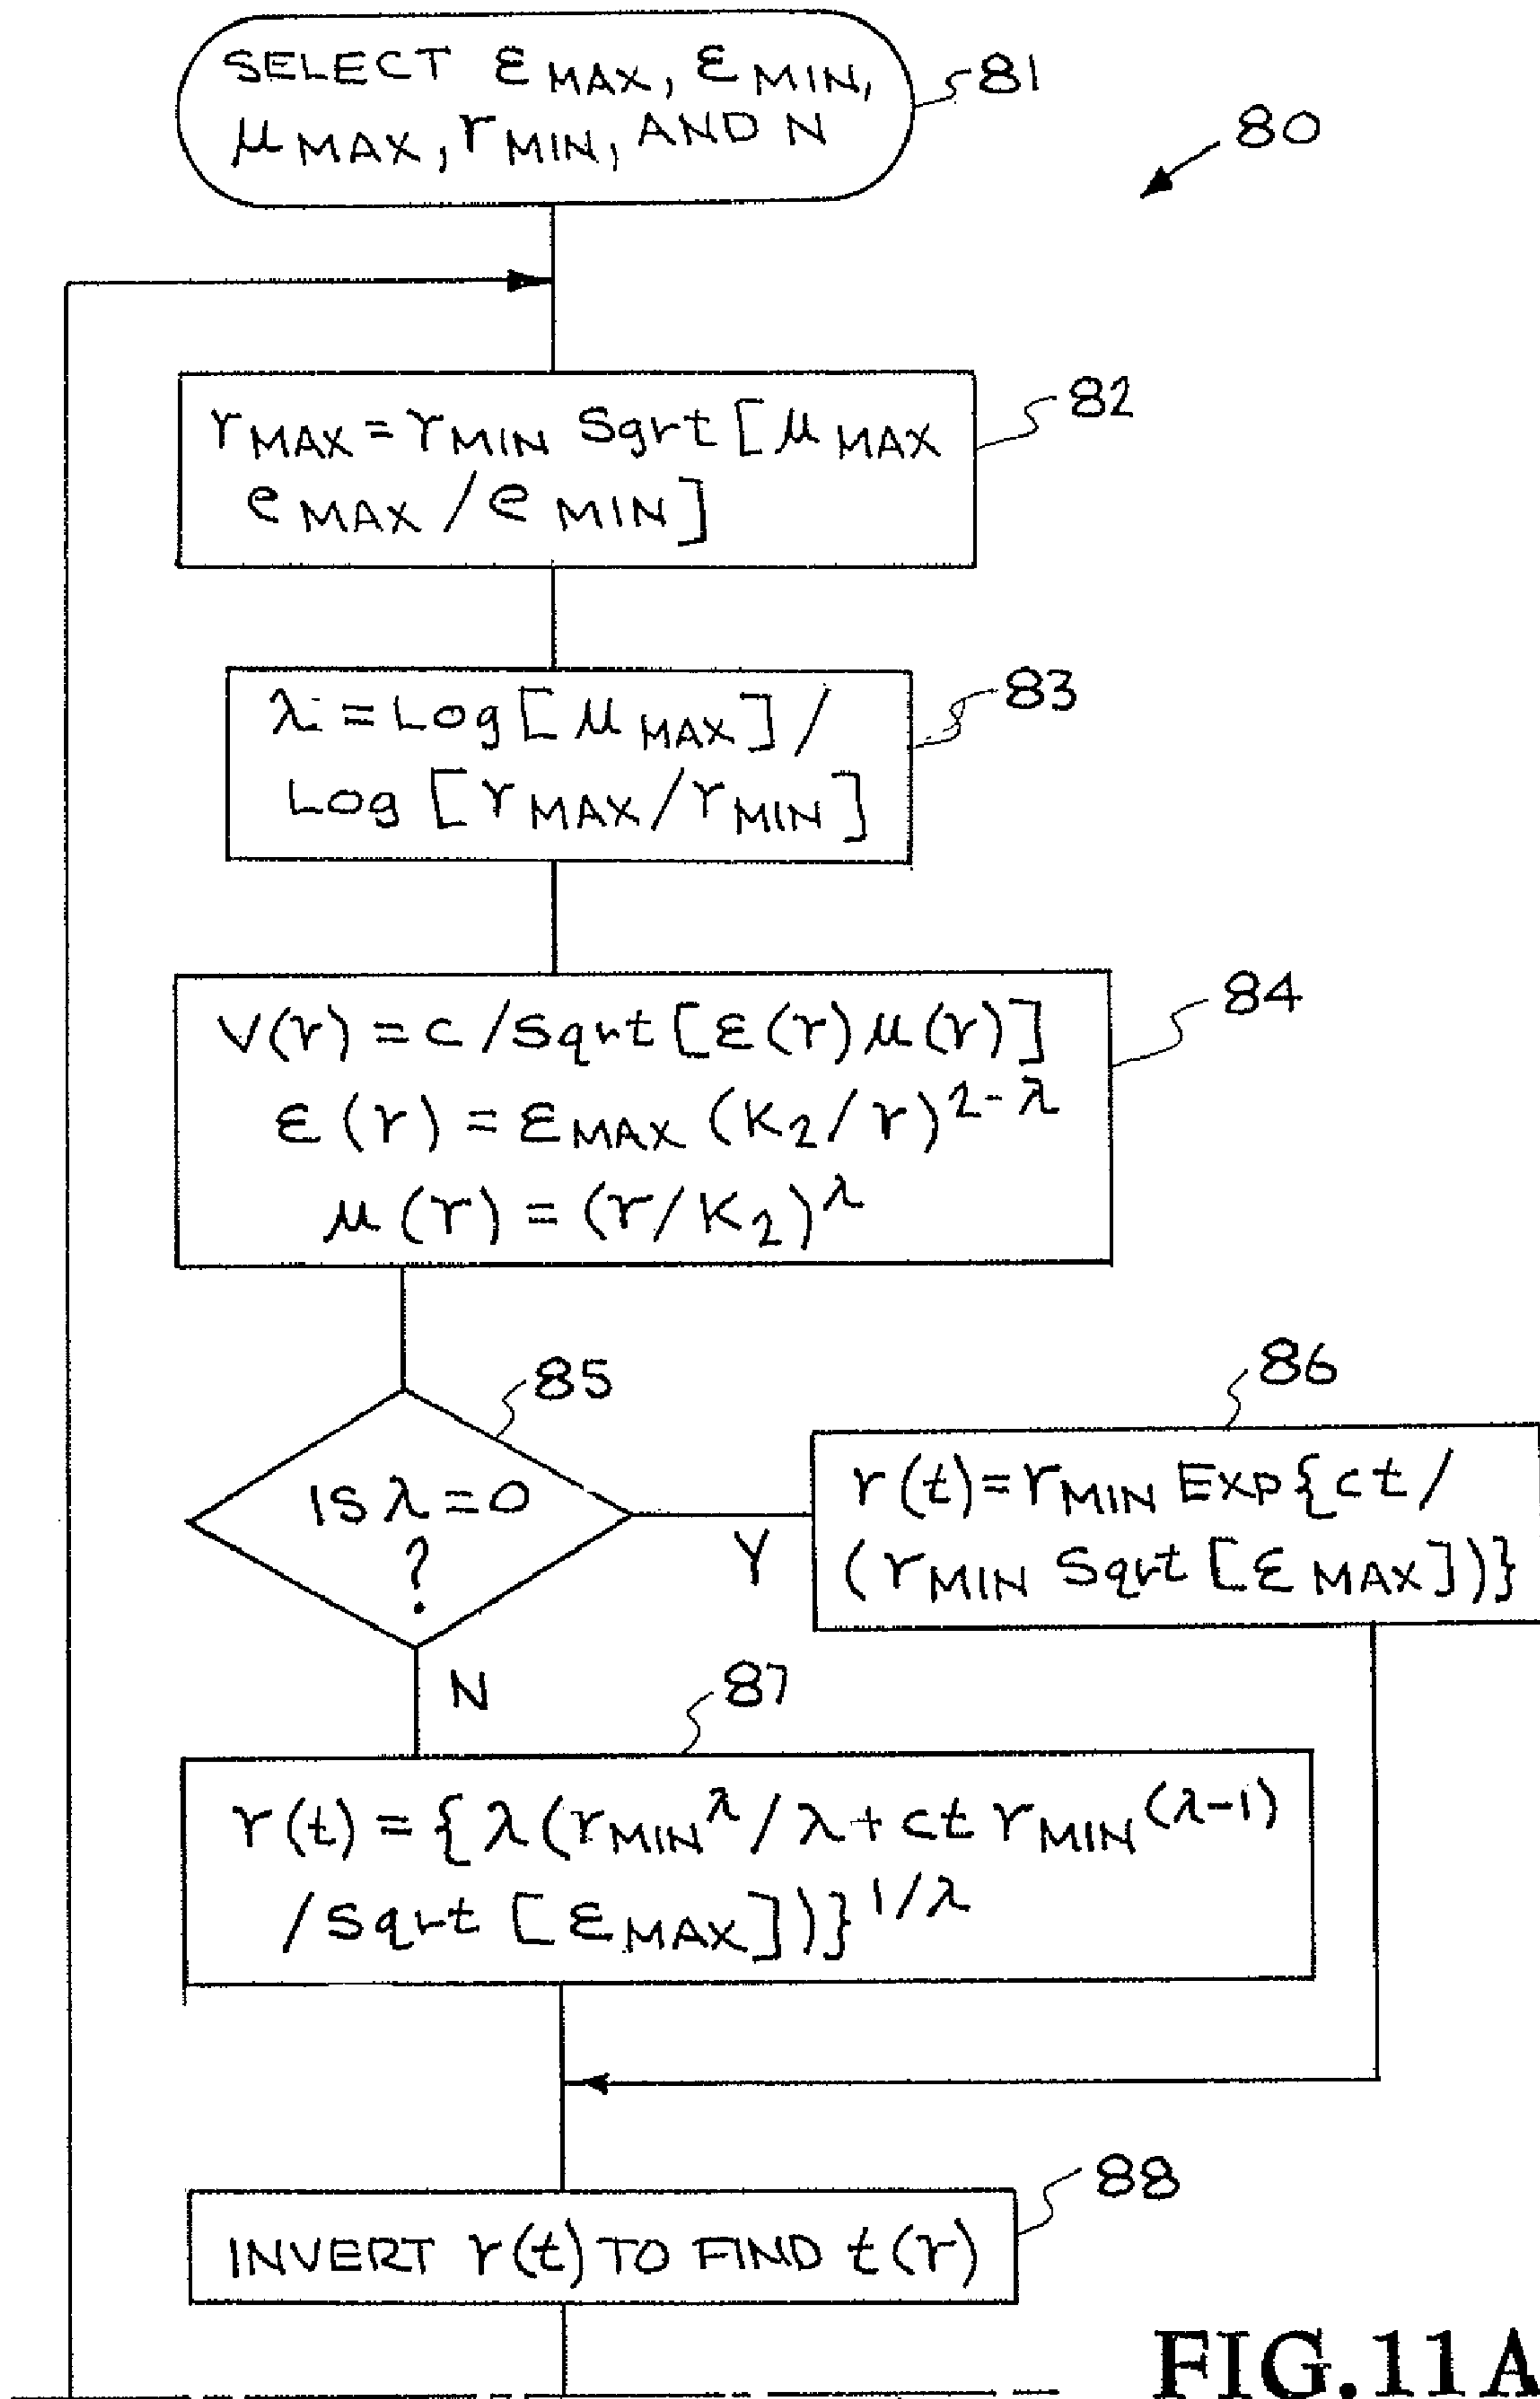 SELECT ε MAX, ε MIN,
μ MAX, r MIN, AND N
81
80
r MAX = r MIN Sqrt [μ MAX
e MAX / e MIN]
82
λ = Log [μ MAX] /
Log [r MAX / r MIN]
83
V(r) = c / Sqrt [ε(r) μ(r)]
ε(r) = ε MAX (K₂/r)²⁻λ
μ(r) = (r/K₂)^λ
84
85
IS λ = 0
?
Y
N
86
r(t) = r MIN EXP{ct /
(r MIN Sqrt [ε MAX])}
87
r(t) = {λ(r MIN^λ / λ + ct r MIN^(λ-1)
/ Sqrt [ε MAX])}^1/λ
88
INVERT r(t) TO FIND t(r)
FIG.11A